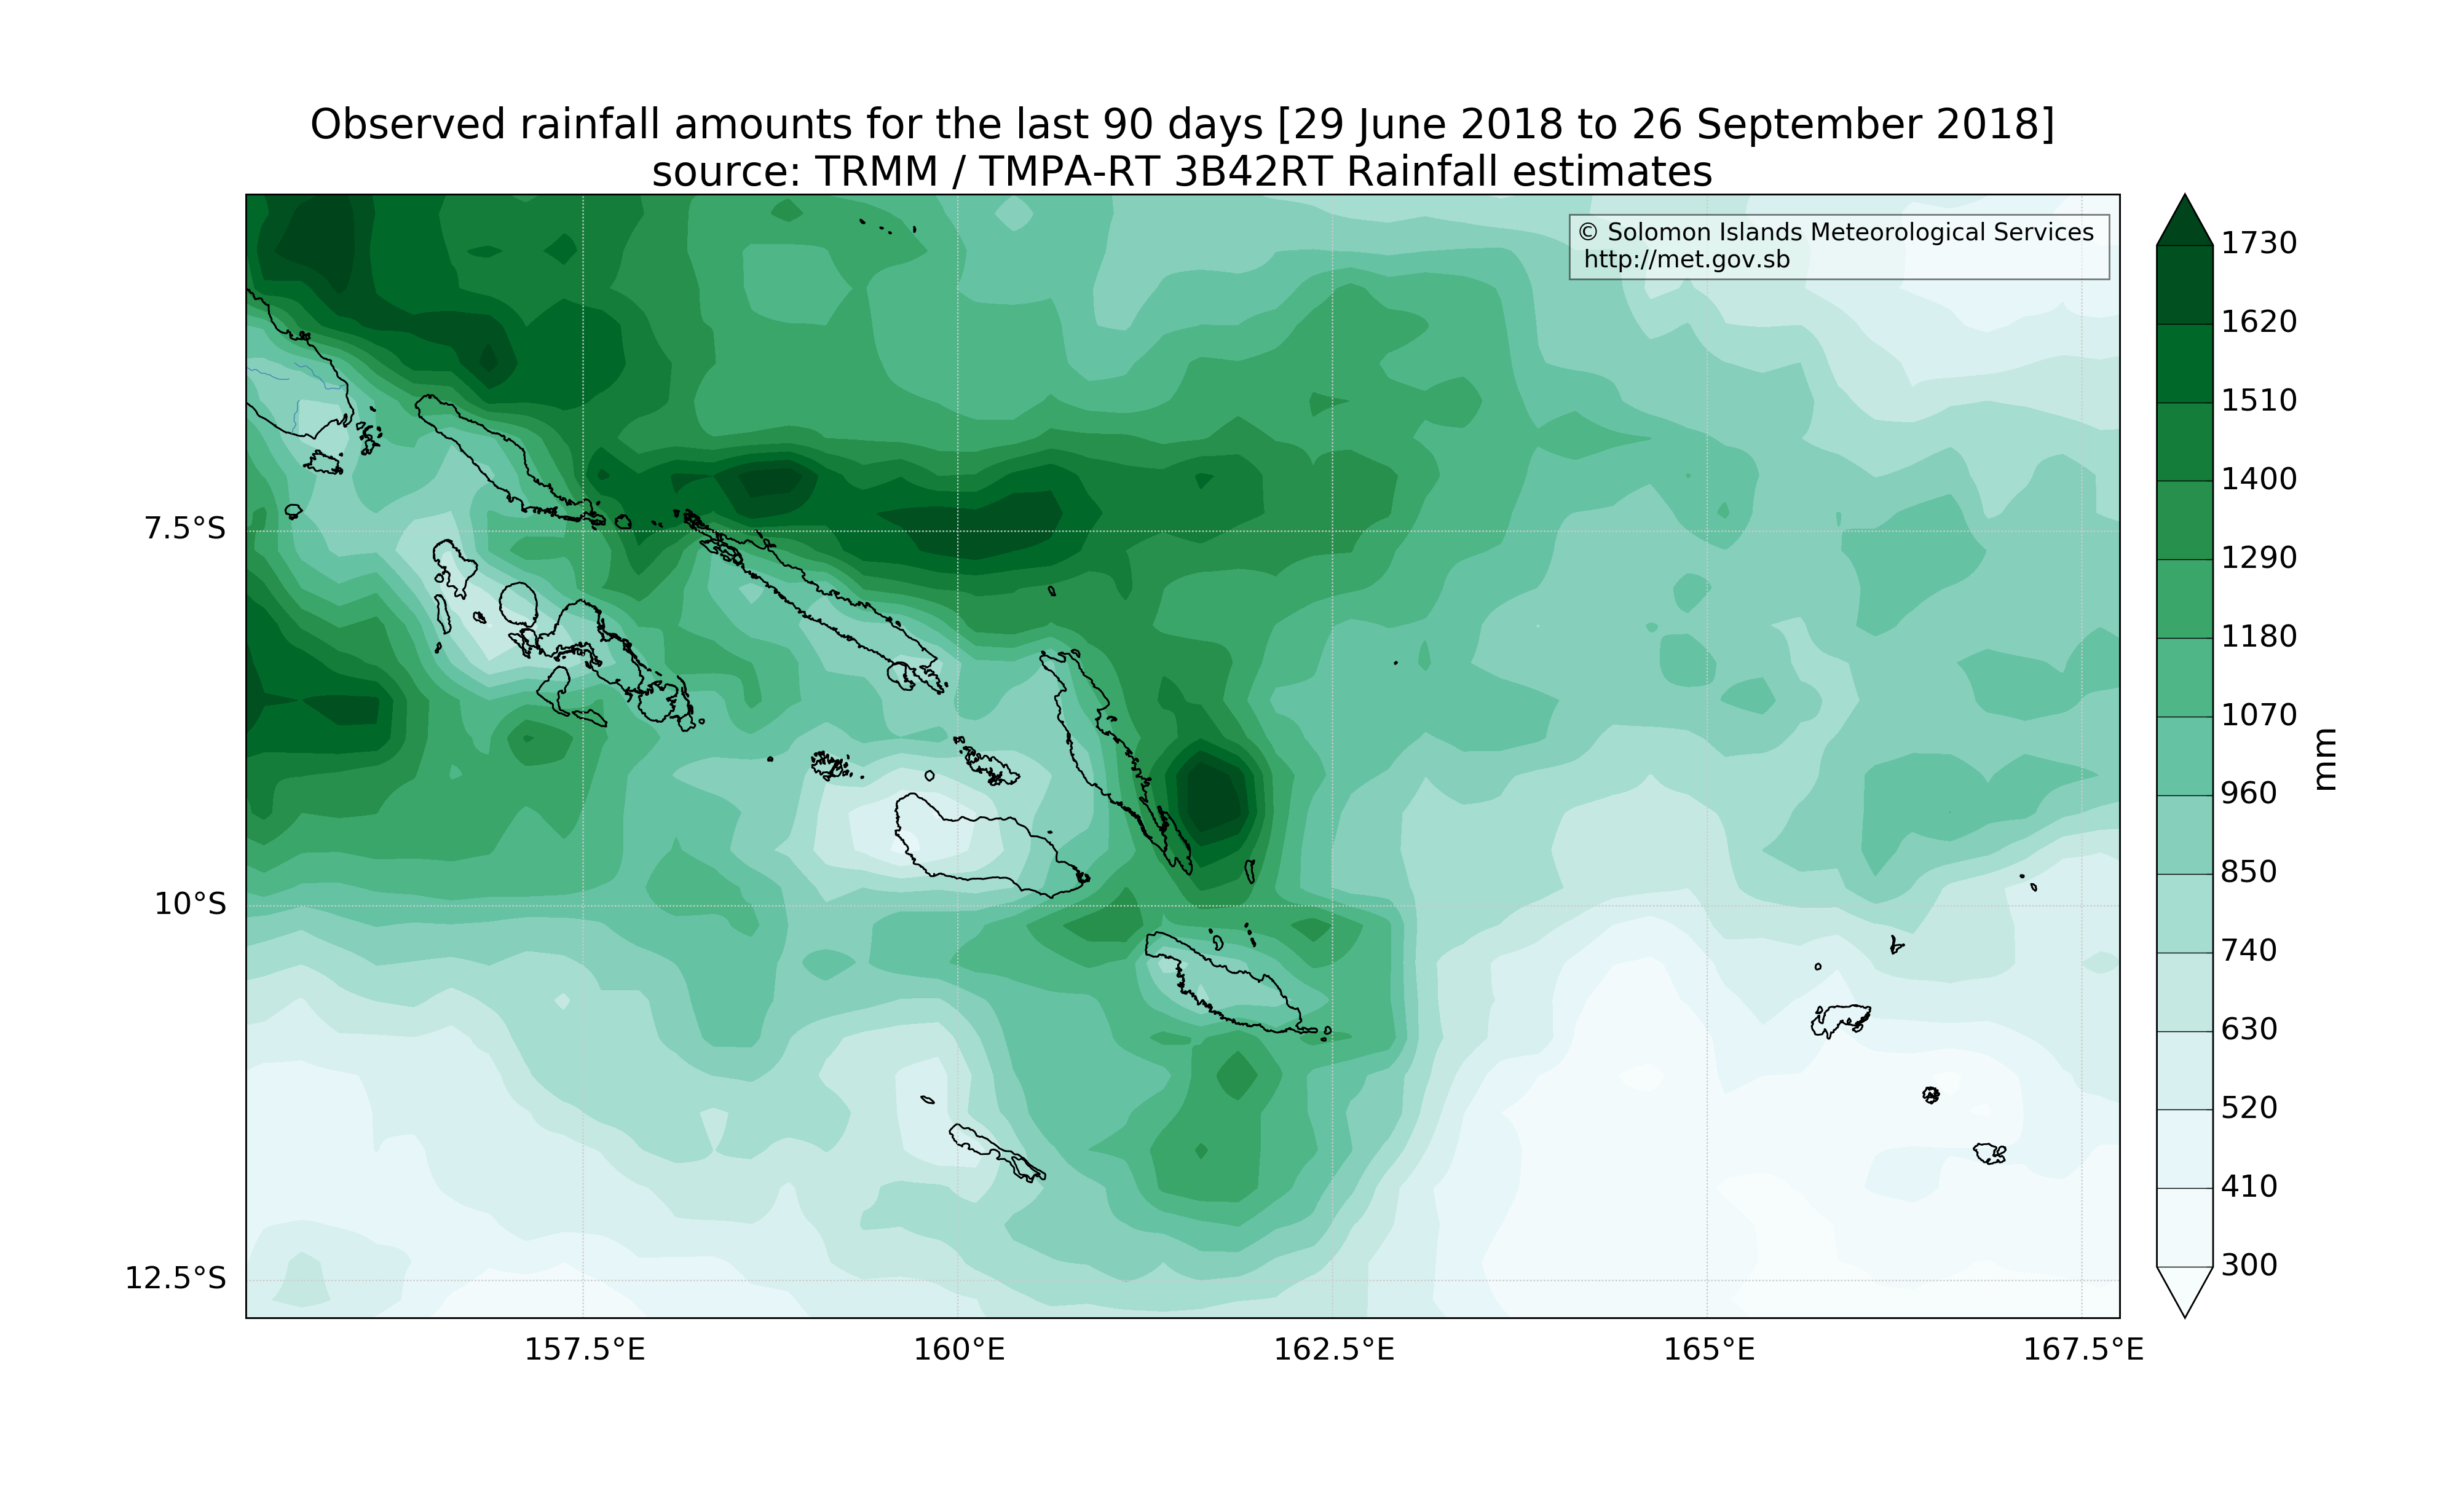 Observed rainfall amounts for the last 90 days [29 June 2018 to 26 September 2018]
source: TRMM / TMPA-RT 3B42RT Rainfall estimates
© Solomon Islands Meteorological Services
http://met.gov.sb
7.5°S
10°S
12.5°S
157.5°E
160°E
162.5°E
165°E
167.5°E
1730
1620
1510
1400
1290
1180
1070
960
850
740
630
520
410
300
mm